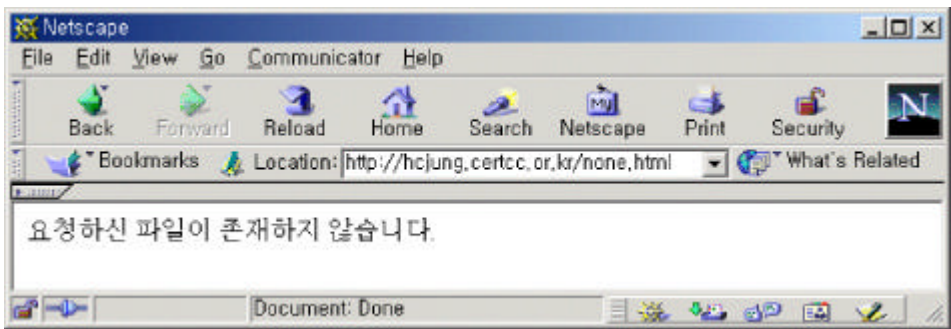 Netscape
File Edit View Go Communicator Help
Back Forward Reload Home Search Netscape Print Security
My N
Bookmarks Location: http://hcjung.certcc.or.kr/none.html What's Related
요청하신 파일이 존재하지 않습니다.
Document: Done